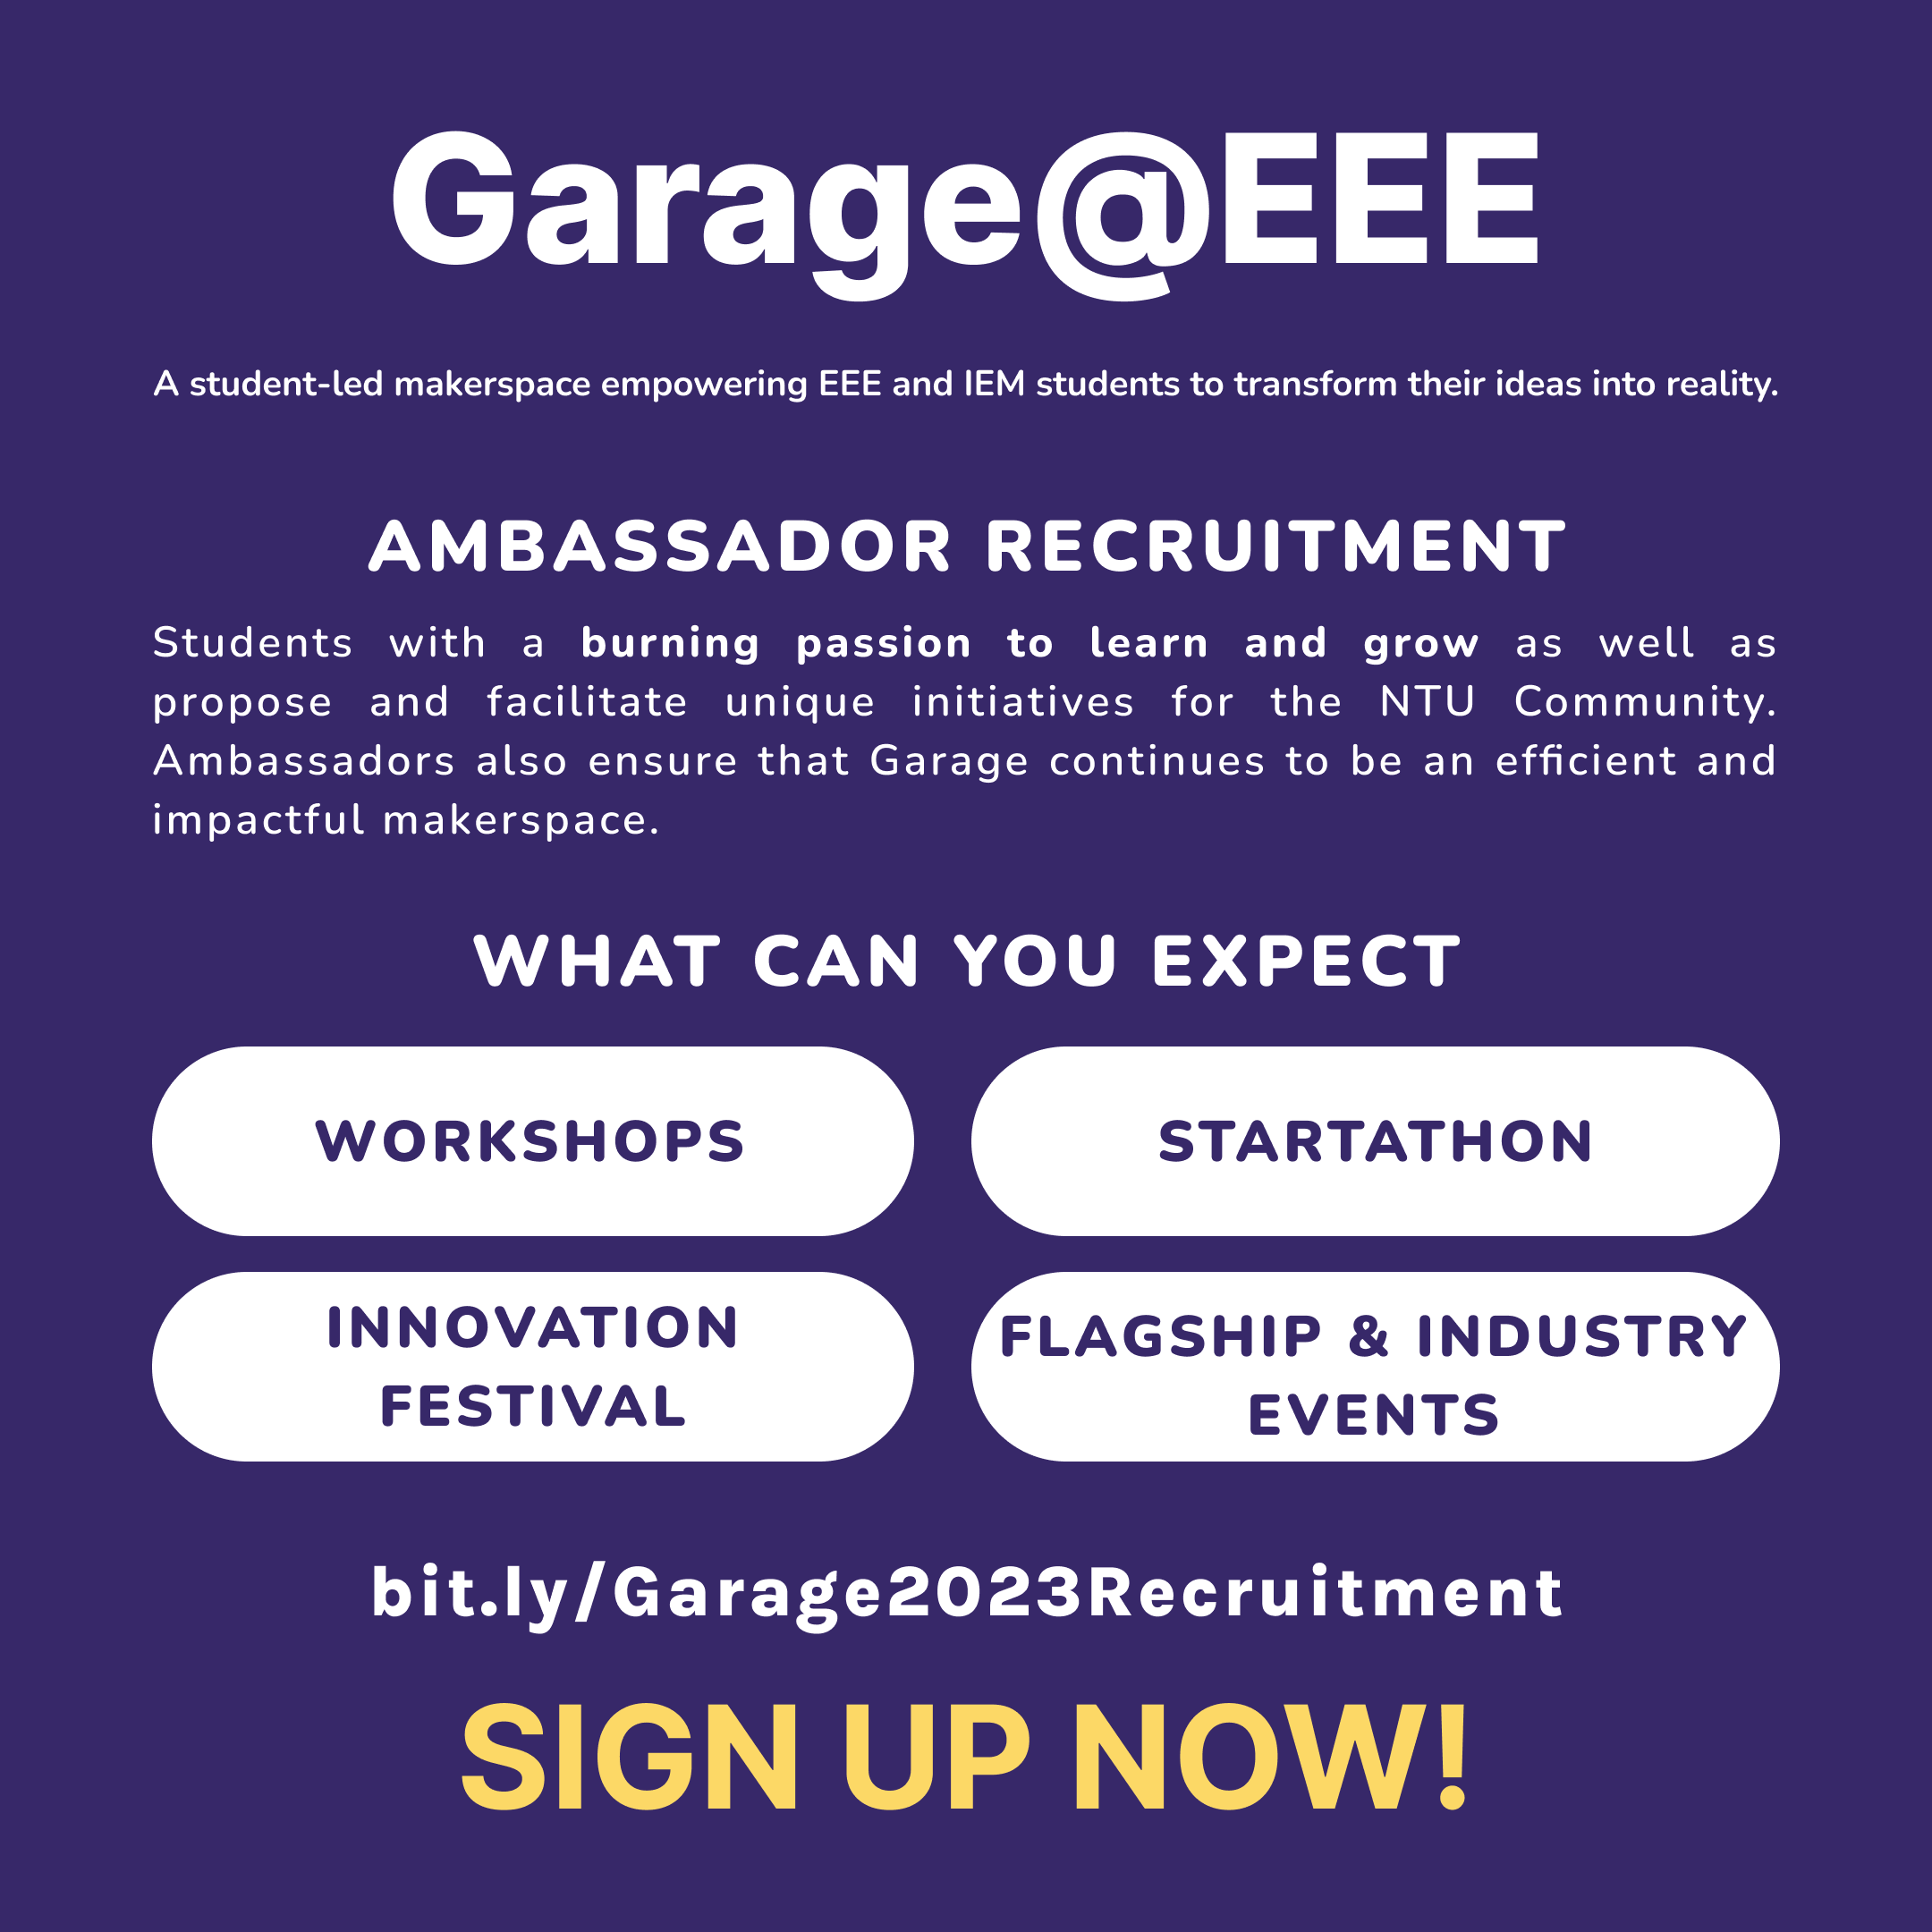 Garage@EEE
A student-led makerspace empowering EEE and IEM students to transform their ideas into reality.
AMBASSADOR RECRUITMENT
Students with a burning passion to learn and grow as well as
propose and facilitate unique initiatives for the NTU Community.
Ambassadors also ensure that Garage continues to be an efficient and
impactful makerspace.
WHAT CAN YOU EXPECT
WORKSHOPS
STARTATHON
INNOVATION
FESTIVAL
FLAGSHIP & INDUSTRY
EVENTS
bit.ly/Garage2023Recruitment
SIGN UP NOW!